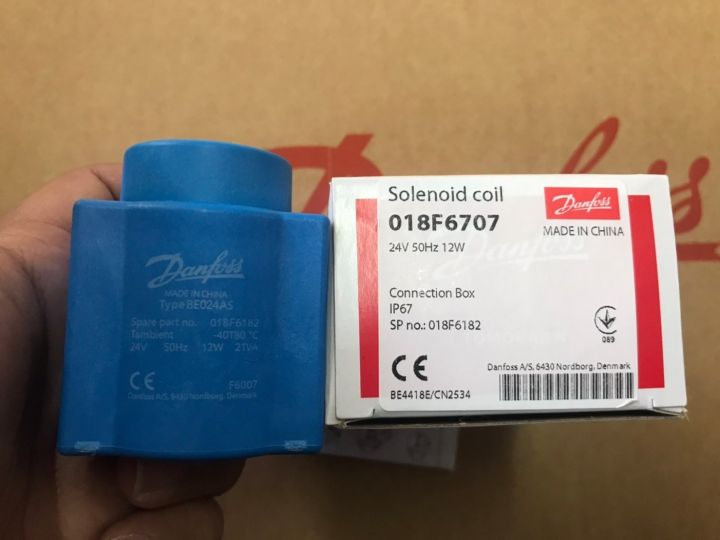 Danfoss
Danfoss
MADE IN CHINA
Type BE024AS
Spare part no. 018F6182
Tambient -40T80 °C
24V 50Hz 12W 21VA
CE
F6007
Danfoss A/S, 6430 Nordborg, Denmark
Solenoid coil
018F6707
24V 50Hz 12W
Danfoss
MADE IN CHINA
Connection Box
IP67
SP no.: 018F6182
089
CE
Danfoss A/S, 6430 Nordborg, Denmark
BE4418E/CN2534